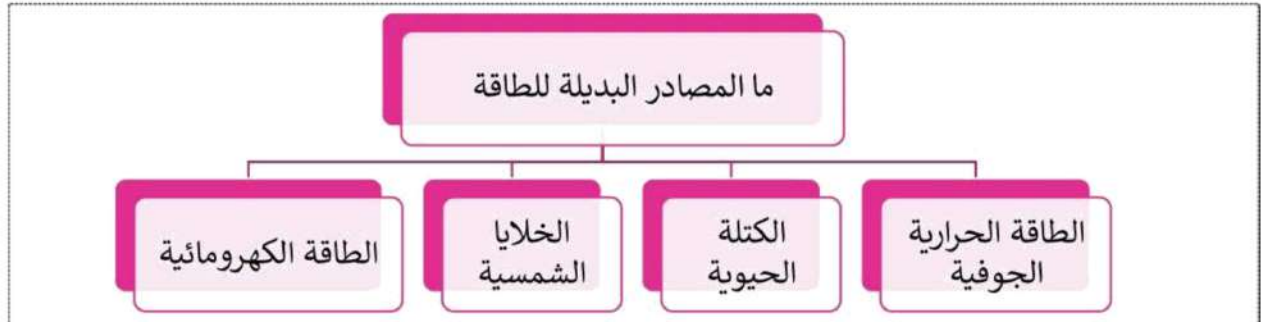 ما المصادر البديلة للطاقة
الطاقة الحرارية
الجوفية
الكتلة
الحيوية
الخلايا
الشمسية
الطاقة الكهرومائية